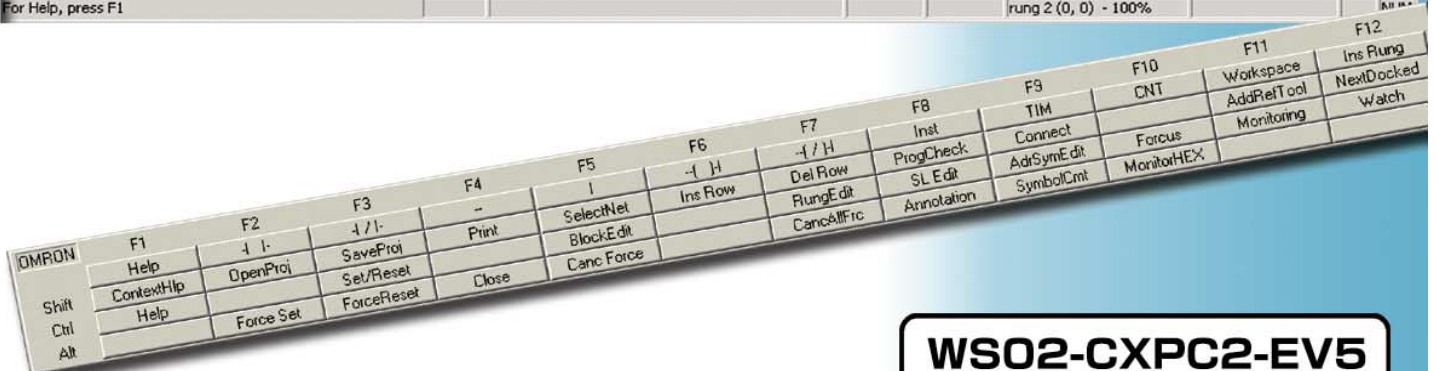 For Help, press F1 rung 2 (0, 0) - 100% NUM
F1 F2 F3 F4 F5 F6 F7 F8 F9 F10 F11 F12
OMRON Help -| |- -|/|- -- | -( )-| -(/)-| Inst TIM CNT Workspace Ins Rung
Shift ContextHlp OpenProj SaveProj Print SelectNet Ins Row Del Row ProgCheck Connect AddRefTool NextDocked
Ctrl Help Set/Reset BlockEdit RungEdit SL Edit AdrSymEdit Forcus Monitoring Watch
Alt Force Set ForceReset Close Canc Force CancAllFrc Annotation SymbolCmt MonitorHEX
WS02-CXPC2-EV5